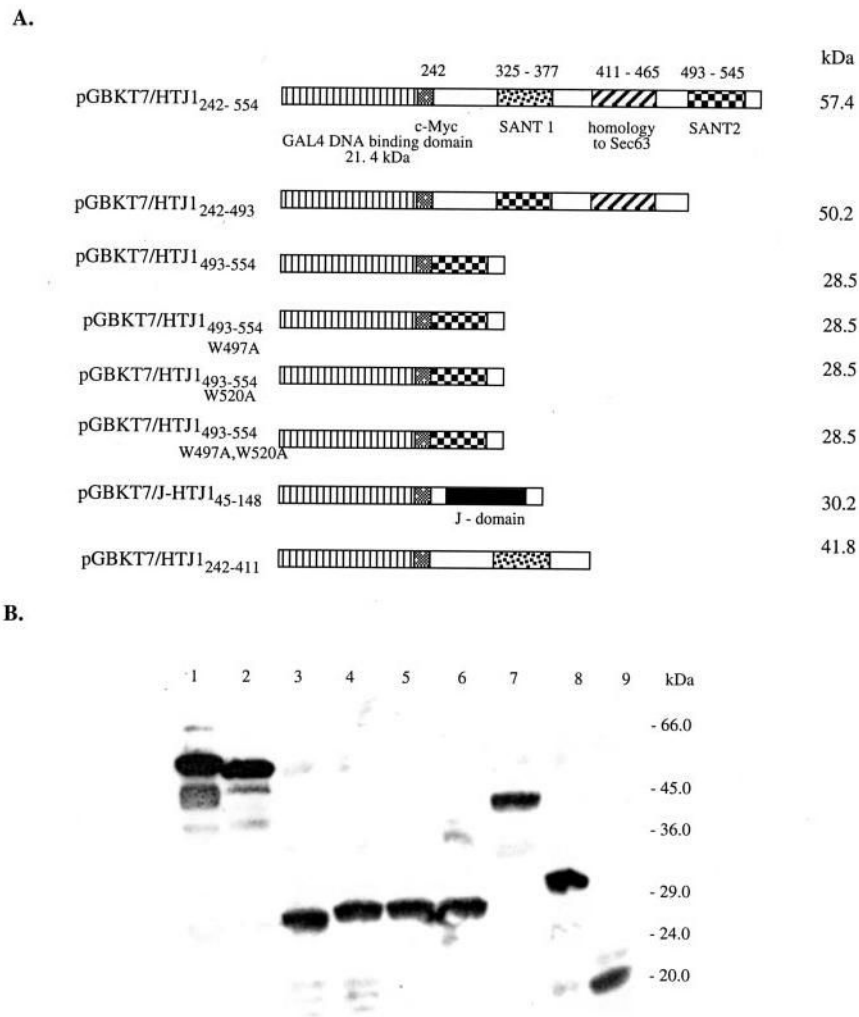 A.
242 325 - 377 411 - 465 493 - 545 kDa
pGBKT7/HTJ1242- 554 57.4
c-Myc SANT 1 homology to Sec63 SANT2
GAL4 DNA binding domain
21. 4 kDa
pGBKT7/HTJ1242-493 50.2
pGBKT7/HTJ1493-554 28.5
pGBKT7/HTJ1493-554 28.5
W497A
pGBKT7/HTJ1493-554 28.5
W520A
pGBKT7/HTJ1493-554 28.5
W497A,W520A
pGBKT7/J-HTJ145-148 30.2
J - domain
pGBKT7/HTJ1242-411 41.8
B.
1 2 3 4 5 6 7 8 9 kDa
- 66.0
- 45.0
- 36.0
- 29.0
- 24.0
- 20.0